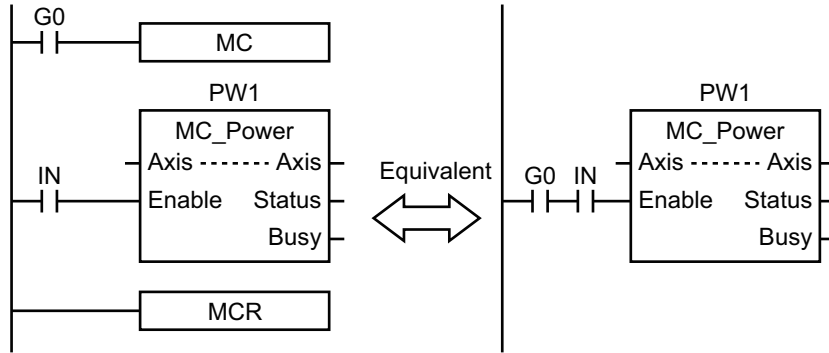 G0
MC
PW1
MC_Power
Axis Axis
IN
Enable Status
Busy
MCR
Equivalent
PW1
MC_Power
Axis Axis
G0 IN
Enable Status
Busy